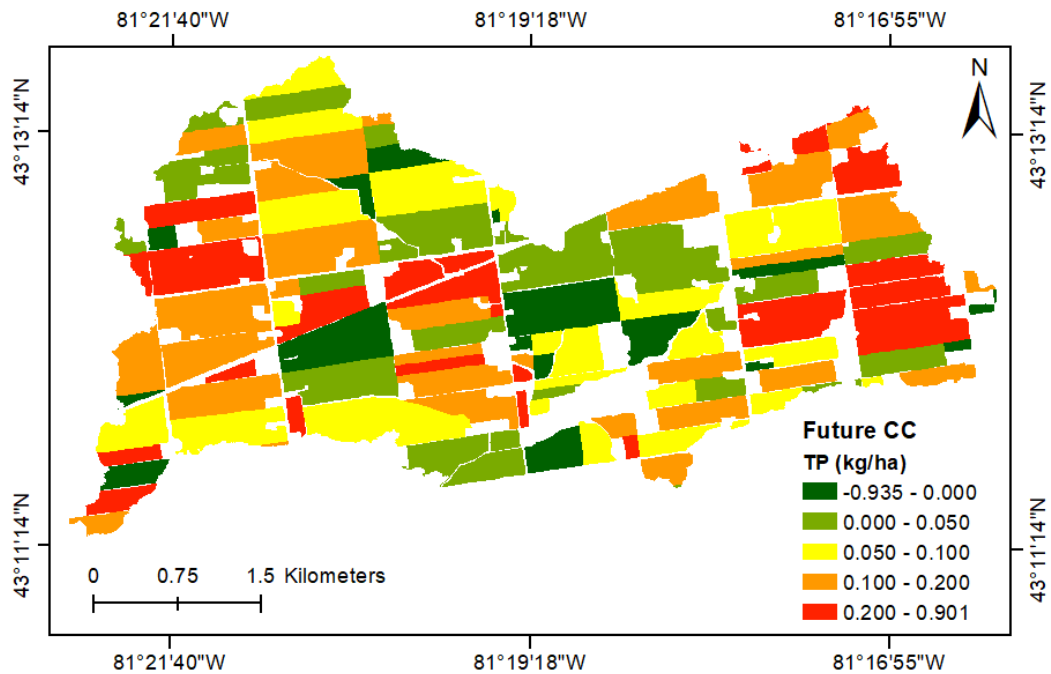 81°21'40"W 81°19'18"W 81°16'55"W
43°13'14"N
43°13'14"N
N
Future CC
TP (kg/ha)
-0.935 - 0.000
0.000 - 0.050
0.050 - 0.100
0.100 - 0.200
0.200 - 0.901
43°11'14"N
43°11'14"N
0 0.75 1.5 Kilometers
81°21'40"W 81°19'18"W 81°16'55"W